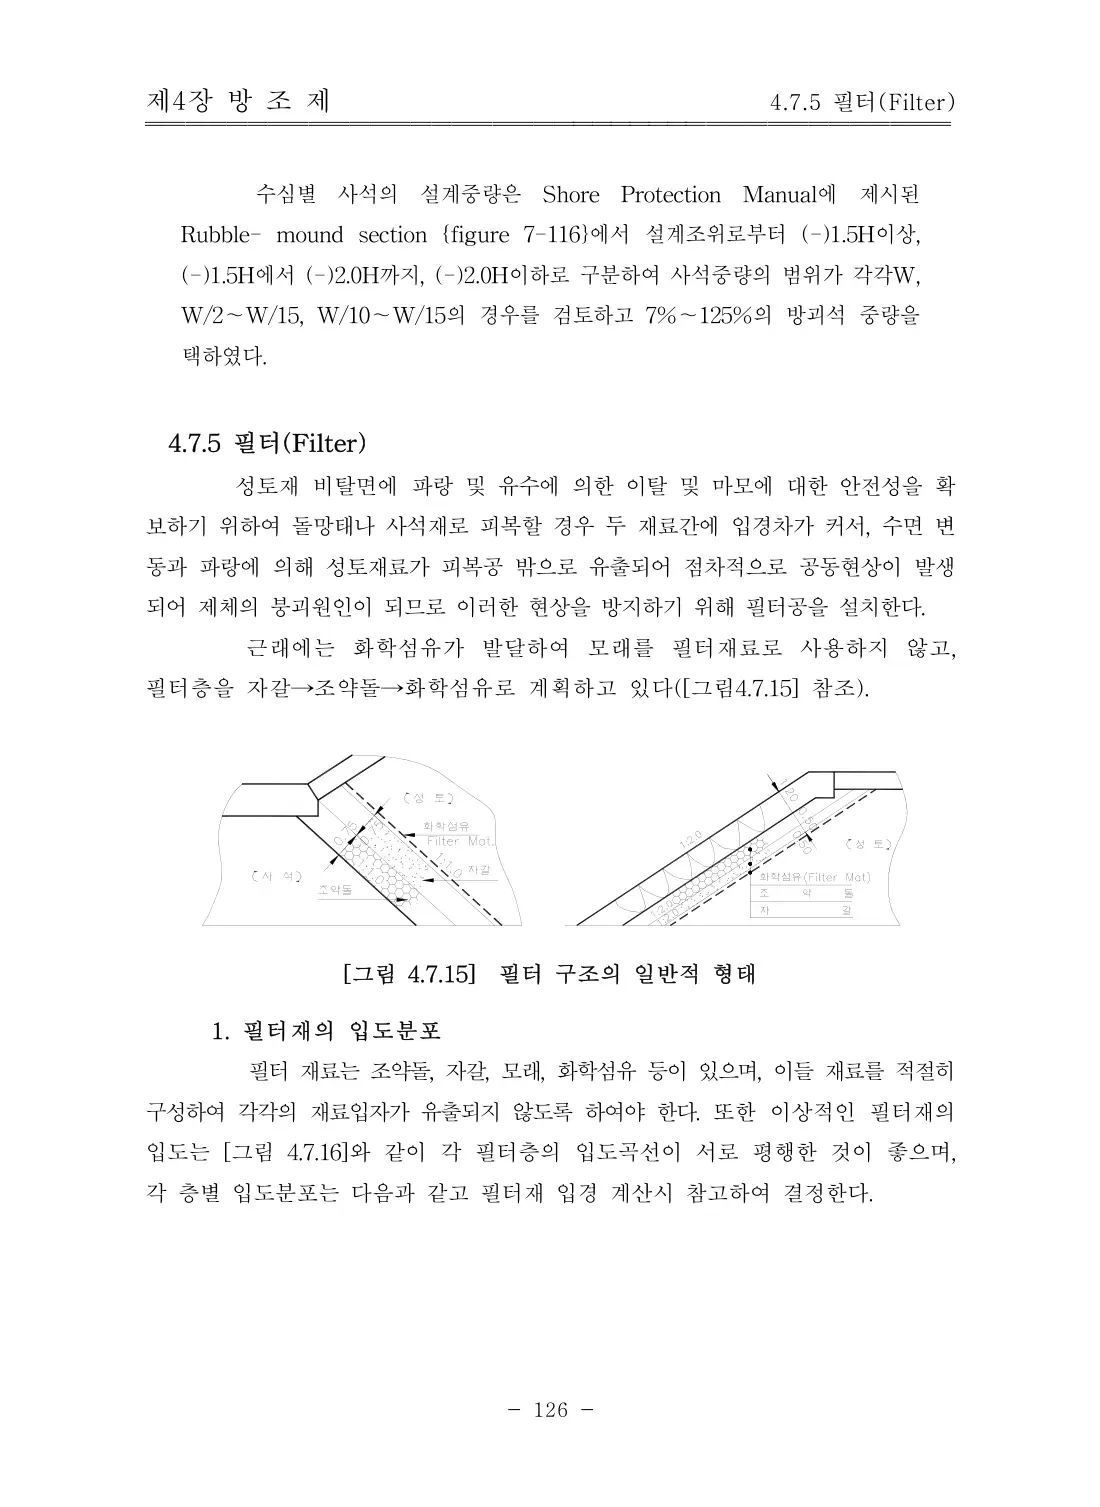 제4장 방 조 제
4.7.5 필터(Filter)
수심별 사석의 설계중량은 Shore Protection Manual에 제시된
Rubble- mound section {figure 7-116}에서 설계조위로부터 (-)1.5H이상,
(-)1.5H에서 (-)2.0H까지, (-)2.0H이하로 구분하여 사석중량의 범위가 각각W,
W/2～W/15, W/10～W/15의 경우를 검토하고 7%～125%의 방괴석 중량을
택하였다.
4.7.5 필터(Filter)
성토재 비탈면에 파랑 및 유수에 의한 이탈 및 마모에 대한 안전성을 확
보하기 위하여 돌망태나 사석재로 피복할 경우 두 재료간에 입경차가 커서, 수면 변
동과 파랑에 의해 성토재료가 피복공 밖으로 유출되어 점차적으로 공동현상이 발생
되어 제체의 붕괴원인이 되므로 이러한 현상을 방지하기 위해 필터공을 설치한다.
근래에는 화학섬유가 발달하여 모래를 필터재료로 사용하지 않고,
필터층을 자갈→조약돌→화학섬유로 계획하고 있다([그림4.7.15] 참조).
(성 토)
화학섬유
Filter Mat.
0.75
0.75
1:1.0
자갈
(사 석)
조약돌
1.20
0.50
0.50
1:2.0
(성 토)
화학섬유(Filter Mat)
조 약 돌
자 갈
1:2.0
1:2.0
[그림 4.7.15] 필터 구조의 일반적 형태
1. 필터재의 입도분포
필터 재료는 조약돌, 자갈, 모래, 화학섬유 등이 있으며, 이들 재료를 적절히
구성하여 각각의 재료입자가 유출되지 않도록 하여야 한다. 또한 이상적인 필터재의
입도는 [그림 4.7.16]와 같이 각 필터층의 입도곡선이 서로 평행한 것이 좋으며,
각 층별 입도분포는 다음과 같고 필터재 입경 계산시 참고하여 결정한다.
- 126 -